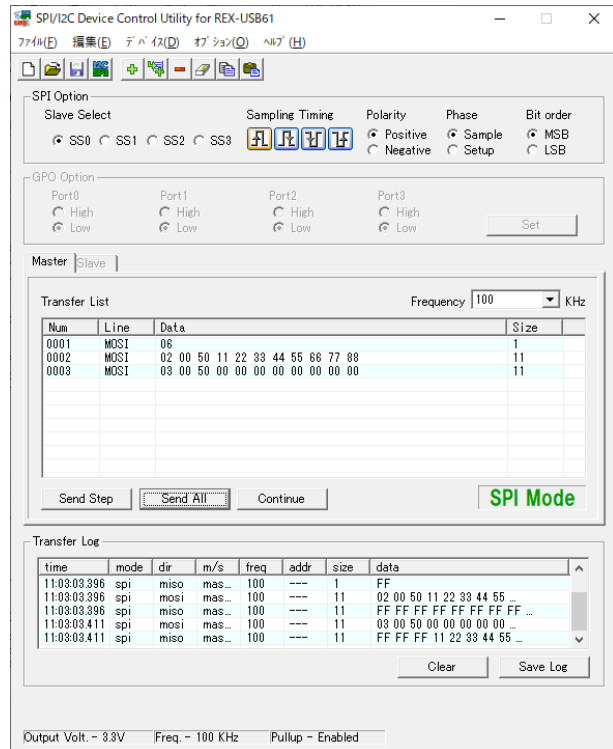 SPI/I2C Device Control Utility for REX-USB61
ﾌｧｲﾙ(F) 編集(E) ﾃﾞﾊﾞｲｽ(D) ｵﾌﾟｼｮﾝ(O) ﾍﾙﾌﾟ(H)
SPI Option
Slave Select Sampling Timing Polarity Phase Bit order
SS0 SS1 SS2 SS3 Positive Sample MSB
Negative Setup LSB
GPO Option
Port0 Port1 Port2 Port3
High High High High
Low Low Low Low Set
Master Slave
Transfer List Frequency 100 KHz
Num Line Data Size
0001 MOSI 06 1
0002 MOSI 02 00 50 11 22 33 44 55 66 77 88 11
0003 MOSI 03 00 50 00 00 00 00 00 00 00 00 11
Send Step Send All Continue SPI Mode
Transfer Log
time mode dir m/s freq addr size data
11:03:03.396 spi miso mas... 100 --- 1 FF
11:03:03.396 spi mosi mas... 100 --- 11 02 00 50 11 22 33 44 55 ...
11:03:03.396 spi miso mas... 100 --- 11 FF FF FF FF FF FF FF FF ...
11:03:03.411 spi mosi mas... 100 --- 11 03 00 50 00 00 00 00 00 ...
11:03:03.411 spi miso mas... 100 --- 11 FF FF FF 11 22 33 44 55 ...
Clear Save Log
Output Volt. - 3.3V Freq. - 100 KHz Pullup - Enabled